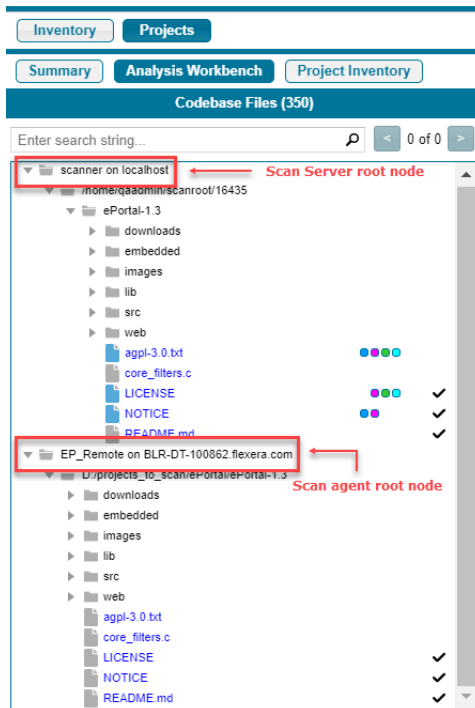 Inventory Projects
Summary Analysis Workbench Project Inventory
Codebase Files (350)
Enter search string... < 0 of 0 >
scanner on localhost Scan Server root node
/home/qaadmin/scanroot/16435
ePortal-1.3
downloads
embedded
images
lib
src
web
agpl-3.0.txt
core_filters.c
LICENSE
NOTICE
README.md
EP_Remote on BLR-DT-100862.flexera.com
D:/projects_to_scan/ePortal/ePortal-1.3
Scan agent root node
downloads
embedded
images
lib
src
web
agpl-3.0.txt
core_filters.c
LICENSE
NOTICE
README.md